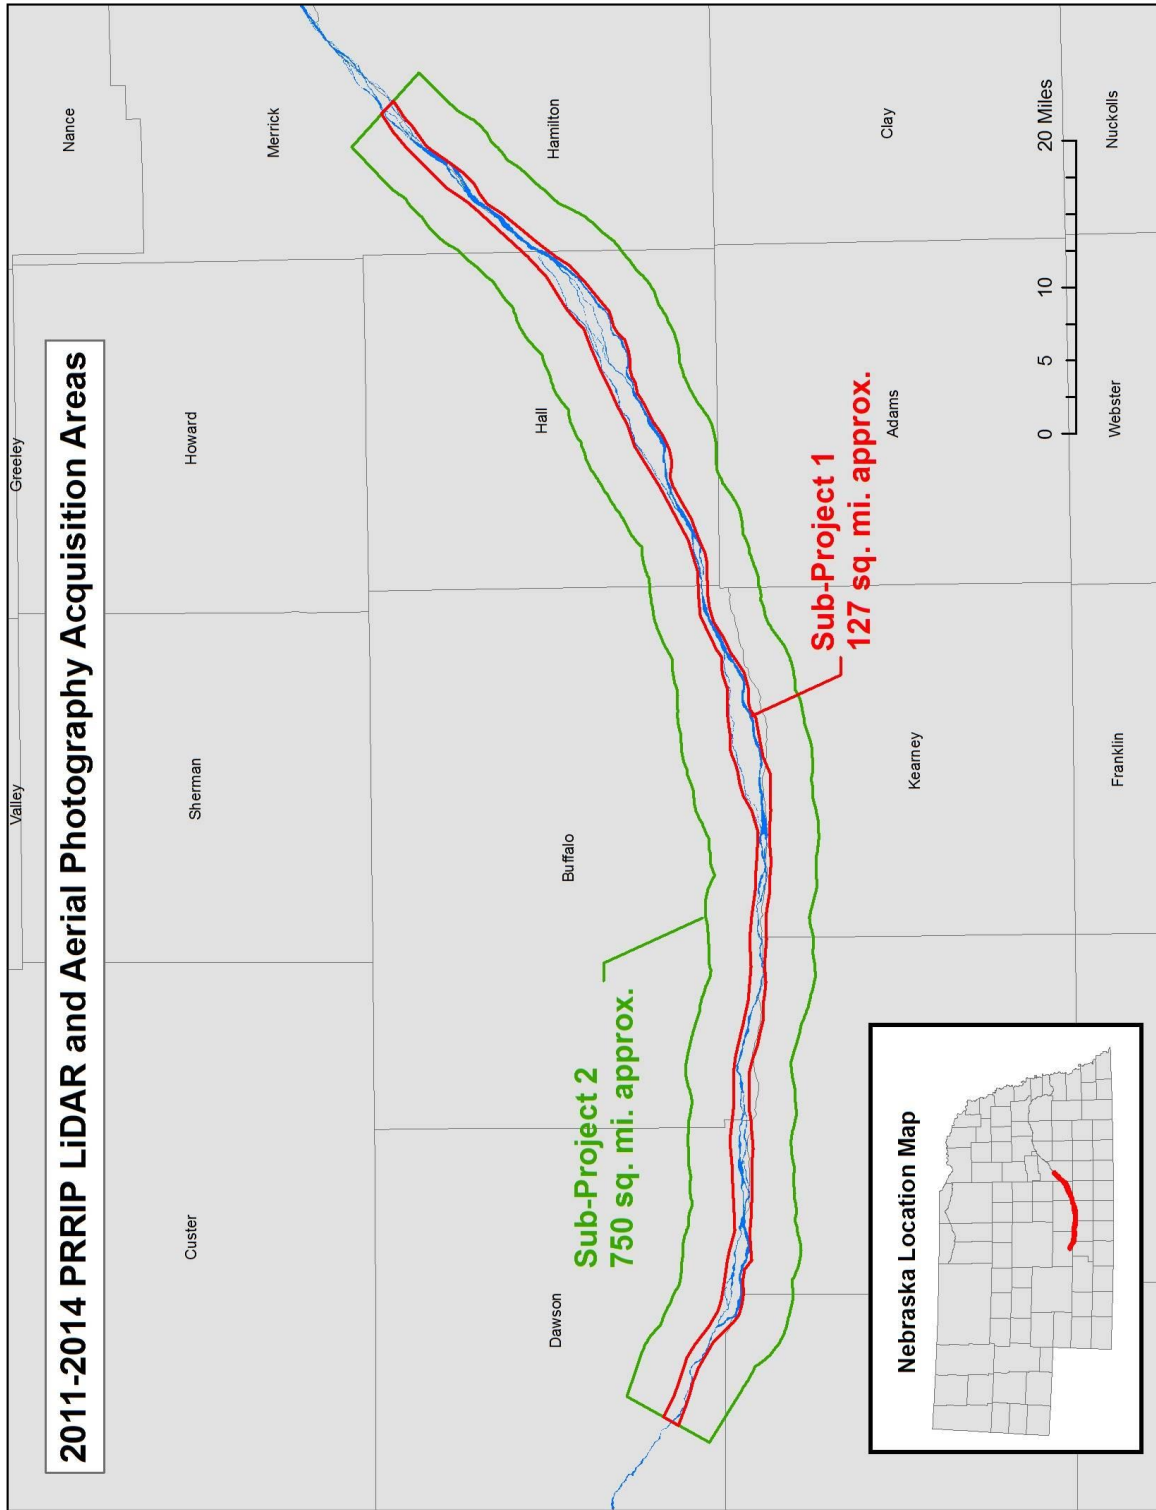 2011-2014 PRRIP LiDAR and Aerial Photography Acquisition Areas
Valley
Greeley
Nance
Custer
Sherman
Howard
Merrick
Dawson
Buffalo
Hall
Hamilton
Sub-Project 2
750 sq. mi. approx.
Sub-Project 1
127 sq. mi. approx.
Kearney
Adams
Clay
0 5 10 20 Miles
Franklin
Webster
Nuckolls
Nebraska Location Map